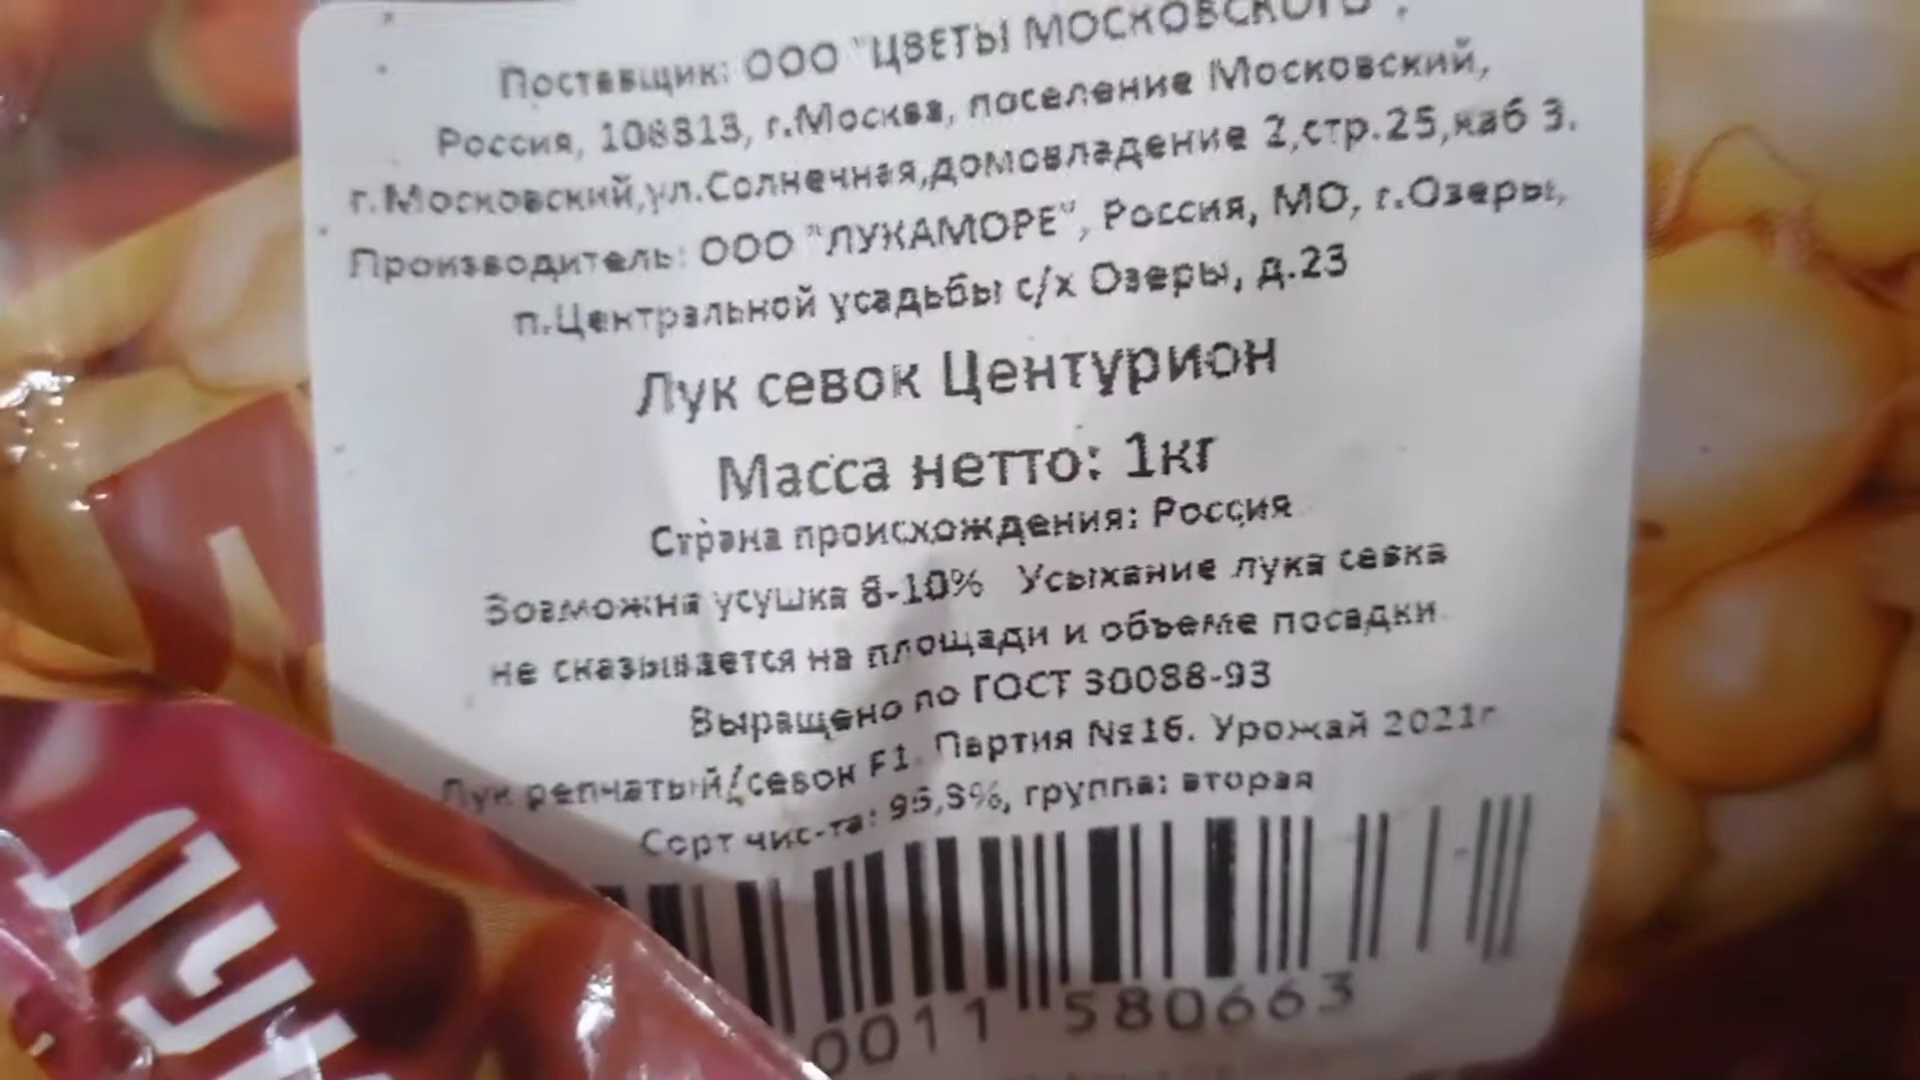 Поставщик: ООО "ЦВЕТЫ МОСКОВСКОГО",
Россия, 108813, г.Москва, поселение Московский,
г.Московский,ул.Солнечная,домовладение 2,стр.25,каб 3.
Производитель: ООО "ЛУКАМОРЕ", Россия, МО, г.Озеры,
п.Центральной усадьбы с/х Озеры, д.23
Лук севок Центурион
Масса нетто: 1кг
Страна происхождения: Россия
Возможна усушка 8-10% Усыхание лука севка
не сказывается на площади и объеме посадки.
Выращено по ГОСТ 30088-93
Лук репчатый/севок F1. Партия №16. Урожай 2021г
Сорт чис-та: группа: вторая
0011 580663
ЛУК